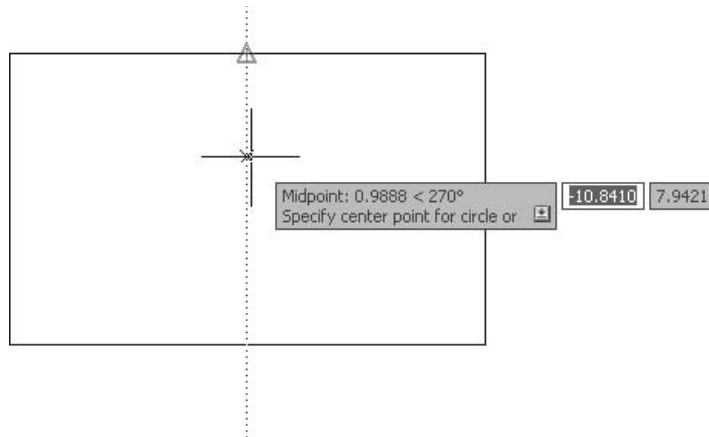 Midpoint: 0.9888 < 270°
Specify center point for circle or
-10.8410
7.9421